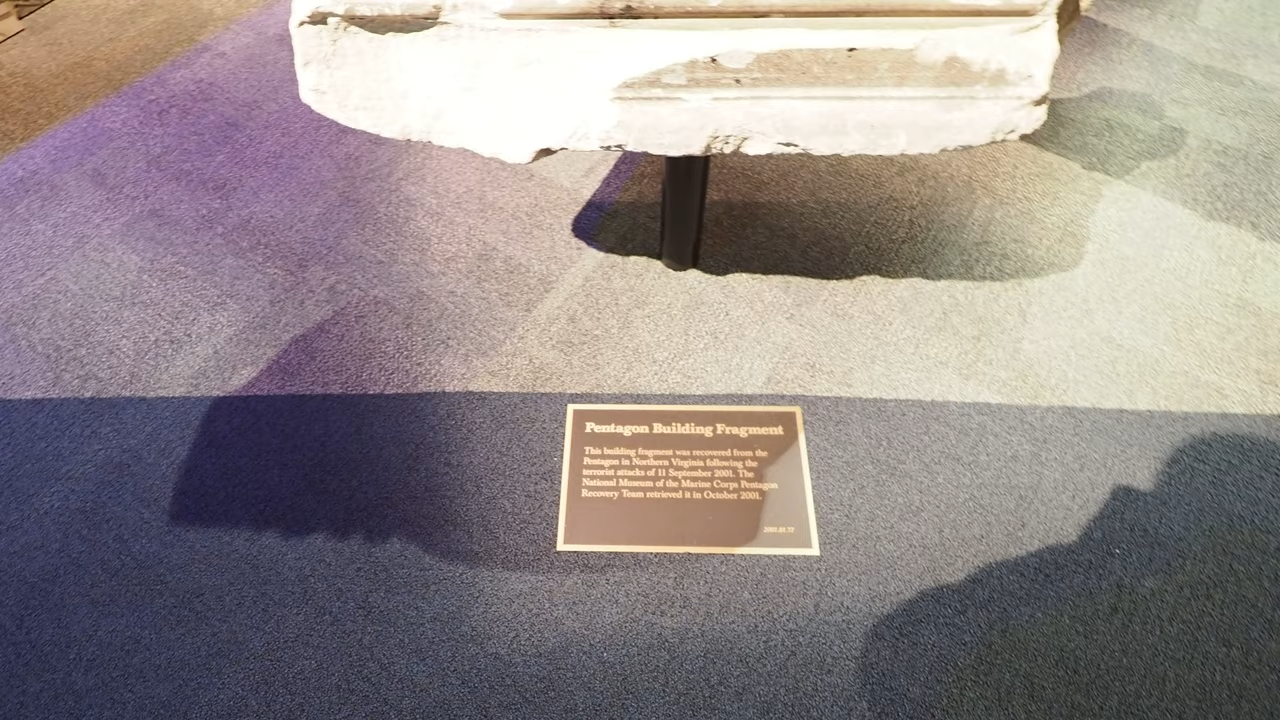 Pentagon Building Fragment
This building fragment was recovered from the
Pentagon in Northern Virginia following the
terrorist attacks of 11 September 2001. The
National Museum of the Marine Corps Pentagon
Recovery Team retrieved it in October 2001.